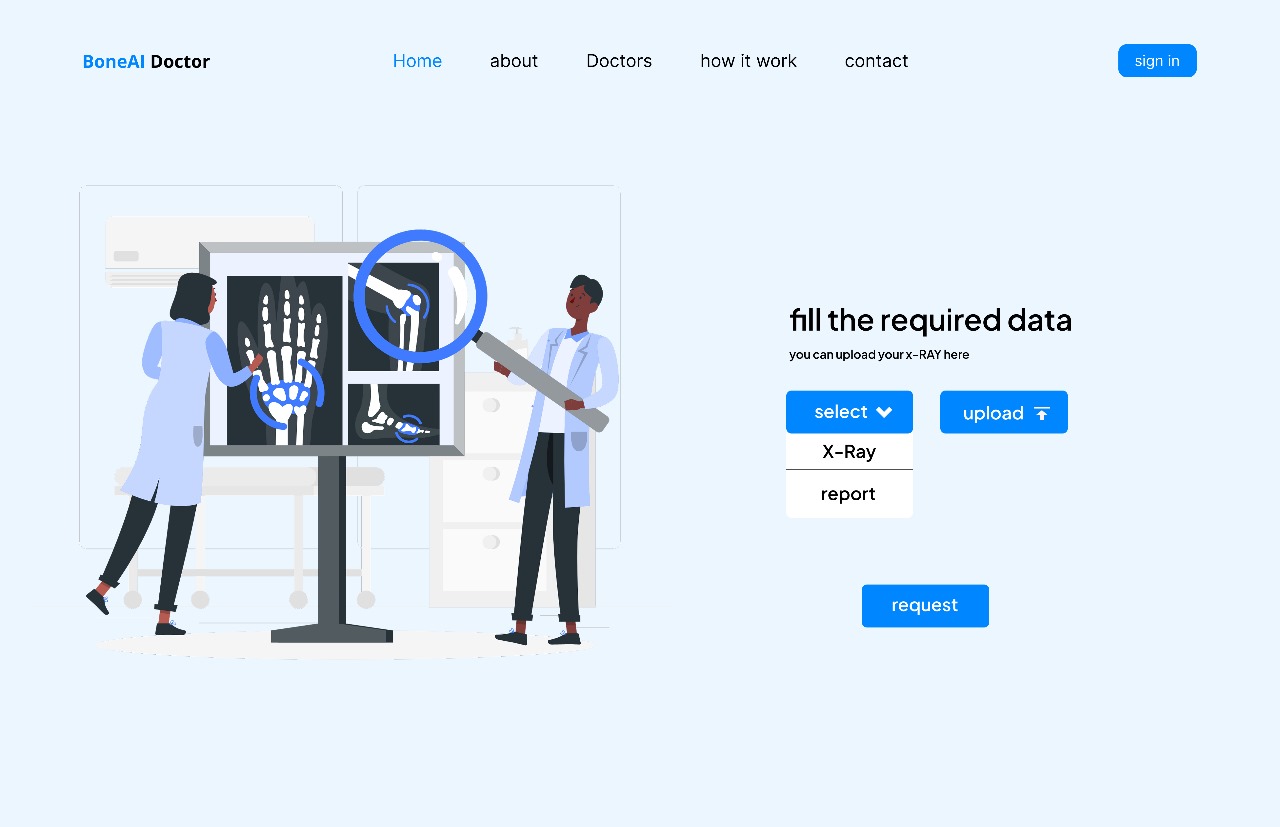 BoneAI Doctor
Home about Doctors how it work contact
sign in
fill the required data
you can upload your x-RAY here
select
upload
X-Ray
report
request